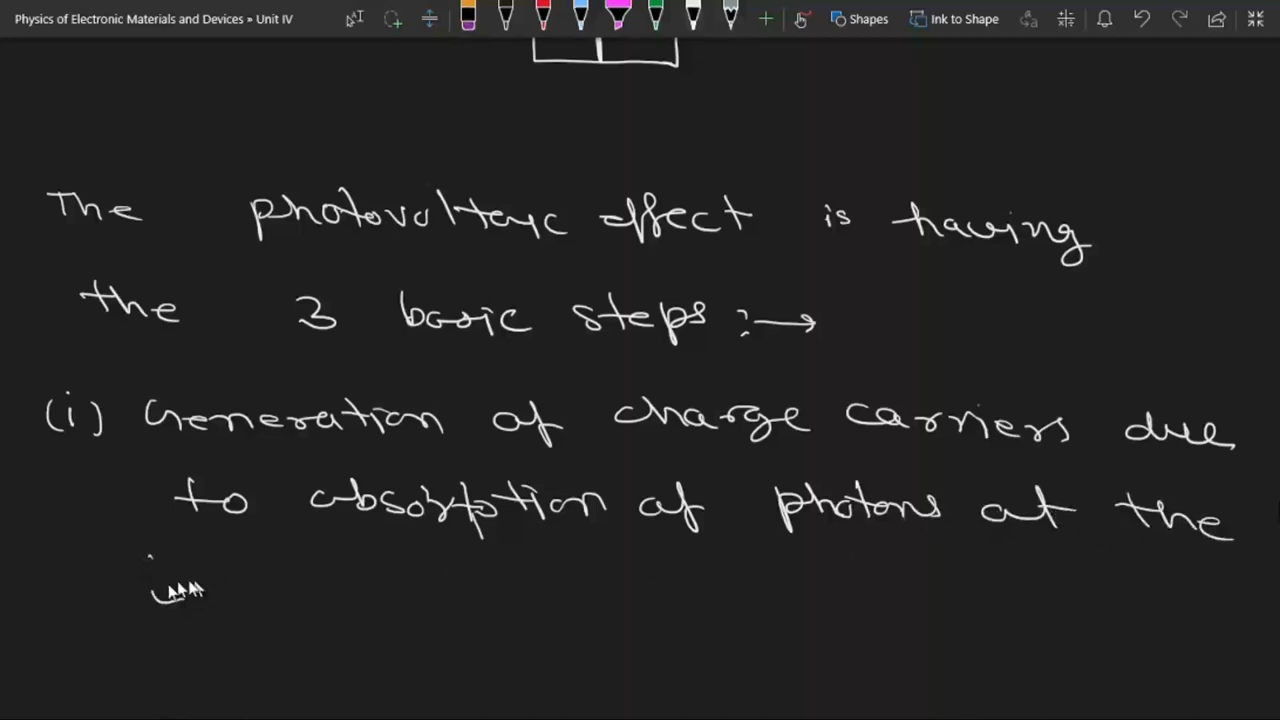 Physics of Electronic Materials and Devices » Unit IV
Shapes
Ink to Shape
The photovoltaic effect is having
the 3 basic steps :→
(i) Generation of charge carriers due
to absorption of photons at the